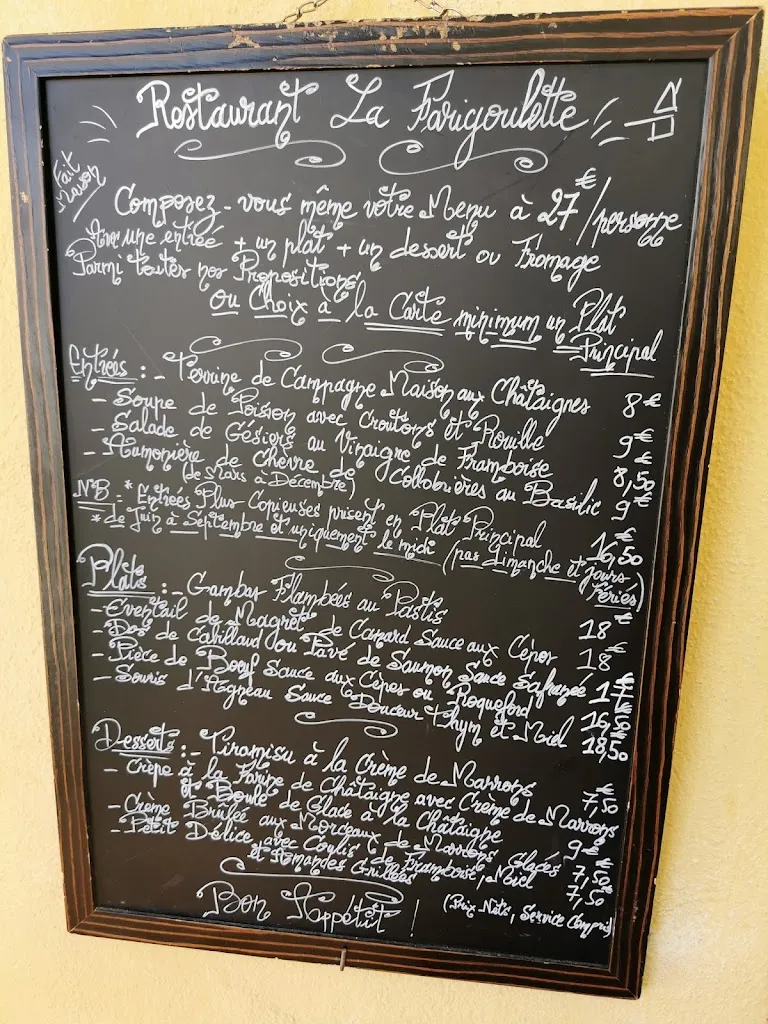 Restaurant La Farigoulette
Fait Maison
Composez-vous même votre Menu à 27€/personne
Avec une entrée + un plat + un dessert ou Fromage
Parmi toutes nos Propositions
ou Choix à la Carte minimum un Plat
Principal
Entrées :- Terrine de Campagne Maison aux Châtaignes 8€
- Soupe de Poisson avec Croûtons et Rouille 9€
- Salade de Gésiers au Vinaigre de Framboise 8,50€
- Aumonière de Chèvre de Collobrières au Basilic 9€
(de Mars à Décembre)
NB : * Entrées Plus Copieuses prisent en Plat Principal 16,50€
* de Juin à Septembre et uniquement le midi (pas dimanche et jours
Fériés)
Plats :- Gambas Flambées au Pastis 18€
- Eventail de Magret de Canard Sauce aux Cèpes 18€
- Dos de Cabillaud ou Pavé de Saumon Sauce Safranée 17€
- Pièce de Boeuf Sauce aux Cèpes ou Roquefort 16,50€
- Souris d'Agneau Sauce Douceur Thym et Miel 18,50
Desserts :- Tiramisu à la Crème de Marrons 7,50€
- Crêpe à la Farine de Châtaigne avec Crème de Marrons
et Boule de Glace à la Châtaigne 9€
- Crème Brûlée aux Morceaux de Marrons Glacés 7,50€
- Petit Délice avec Coulis de Framboise, Miel 7,50€
et Amandes Grillées
Bon Appétit !
(Prix Nets, Service Compris)